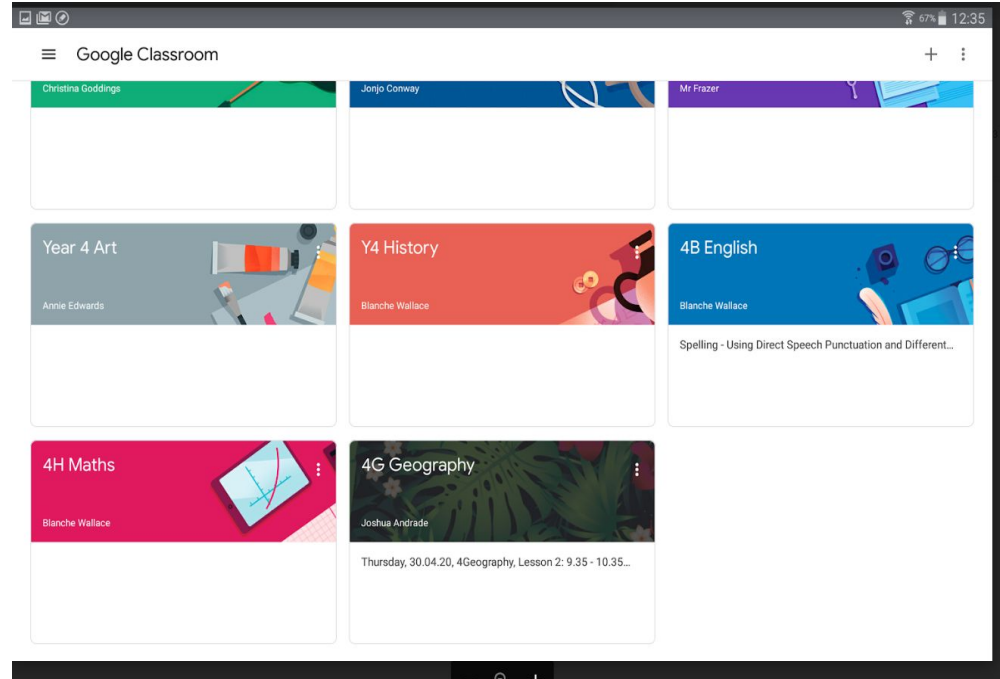 67% 12:35
Google Classroom
Christina Goddings
Jonjo Conway
Mr Frazer
Year 4 Art
Annie Edwards
Y4 History
Blanche Wallace
4B English
Blanche Wallace
Spelling - Using Direct Speech Punctuation and Different...
4H Maths
Blanche Wallace
4G Geography
Joshua Andrade
Thursday, 30.04.20, 4Geography, Lesson 2: 9.35 - 10.35...